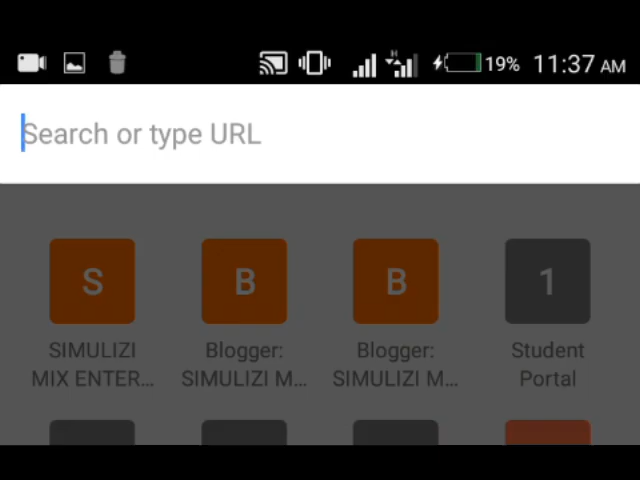 H 19% 11:37 AM
Search or type URL
S B B 1
SIMULIZI Blogger: Blogger: Student
MIX ENTER... SIMULIZI M... SIMULIZI M... Portal